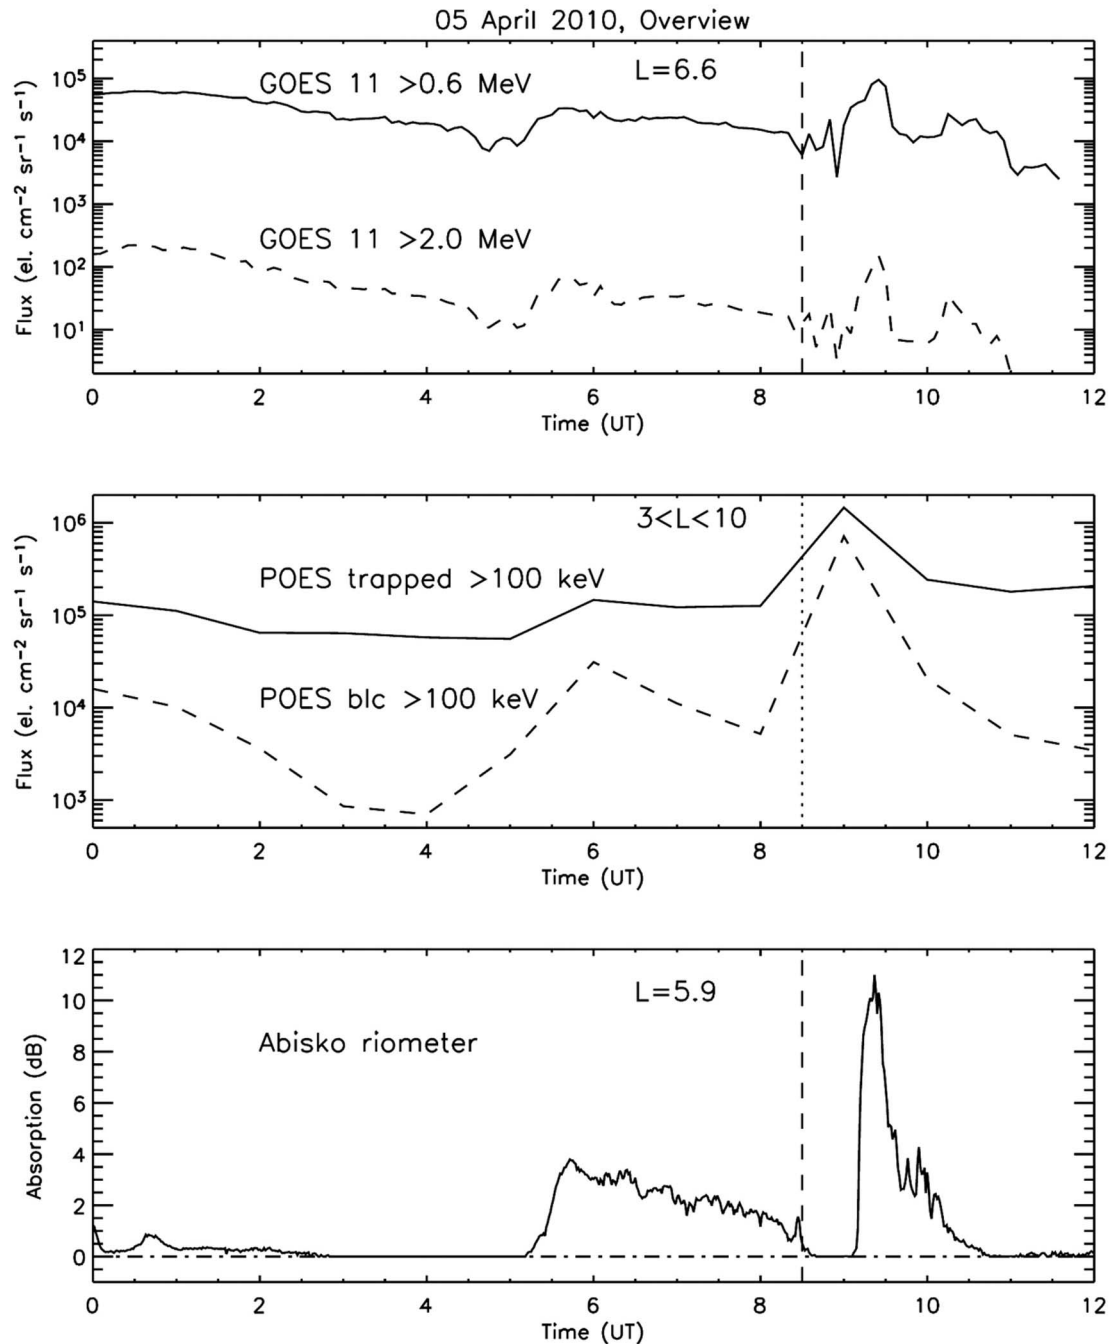 05 April 2010, Overview
GOES 11 >0.6 MeV
L=6.6
GOES 11 >2.0 MeV
Flux (el. cm⁻² sr⁻¹ s⁻¹)
10⁵
10⁴
10³
10²
10¹
0 2 4 6 8 10 12
Time (UT)
3<L<10
POES trapped >100 keV
POES blc >100 keV
Flux (el. cm⁻² sr⁻¹ s⁻¹)
10⁶
10⁵
10⁴
10³
0 2 4 6 8 10 12
Time (UT)
L=5.9
Abisko riometer
Absorption (dB)
12
10
8
6
4
2
0
0 2 4 6 8 10 12
Time (UT)